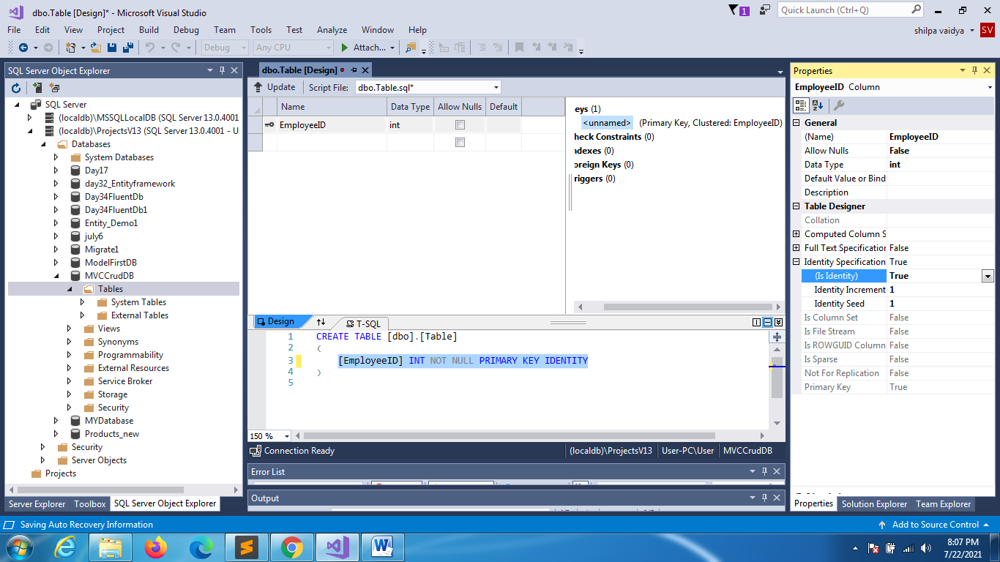 dbo.Table [Design]* - Microsoft Visual Studio
1
Quick Launch (Ctrl+Q)
File Edit View Project Build Debug Team Tools Test Analyze Window Help
shilpa vaidya SV
Debug Any CPU Attach...
SQL Server Object Explorer
SQL Server
(localdb)\MSSQLLocalDB (SQL Server 13.0.4001
(localdb)\ProjectsV13 (SQL Server 13.0.4001 - U
Databases
System Databases
Day17
day32_Entityframework
Day34FluentDb
Day34FluentDb1
Entity_Demo1
july6
Migrate1
ModelFirstDB
MVCCrudDB
Tables
System Tables
External Tables
Views
Synonyms
Programmability
External Resources
Service Broker
Storage
Security
MYDatabase
Products_new
Security
Server Objects
Projects
Server Explorer Toolbox SQL Server Object Explorer
dbo.Table [Design]
Update Script File: dbo.Table.sql*
Name Data Type Allow Nulls Default
EmployeeID int
eys (1)
<unnamed> (Primary Key, Clustered: EmployeeID)
heck Constraints (0)
ndexes (0)
oreign Keys (0)
riggers (0)
Design T-SQL
1 CREATE TABLE [dbo].[Table]
2 (
3 [EmployeeID] INT NOT NULL PRIMARY KEY IDENTITY
4 )
5
150 %
Connection Ready (localdb)\ProjectsV13 User-PC\User MVCCrudDB
Error List
Output
Properties
EmployeeID Column
General
(Name) EmployeeID
Allow Nulls False
Data Type int
Default Value or Bind
Description
Table Designer
Collation
Computed Column S
Full Text Specification False
Identity Specification True
(Is Identity) True
Identity Increment 1
Identity Seed 1
Is Column Set False
Is File Stream False
Is ROWGUID Column False
Is Sparse False
Not For Replication False
Primary Key True
Properties Solution Explorer Team Explorer
Saving Auto Recovery Information
Add to Source Control
8:07 PM
7/22/2021